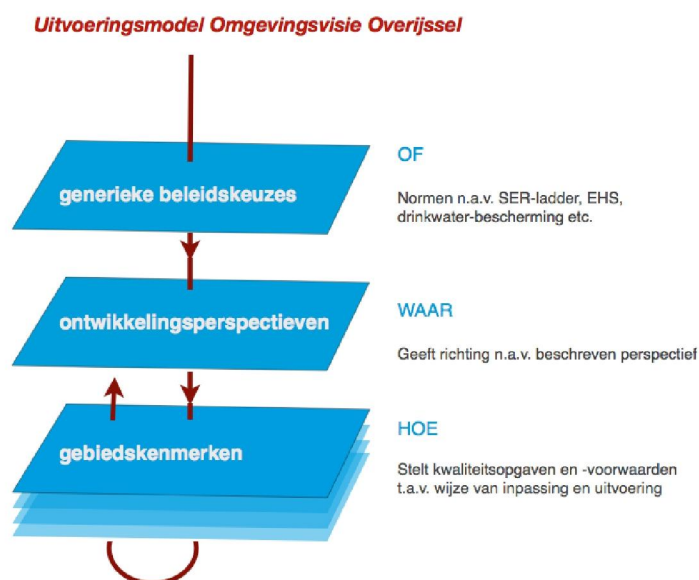 Uitvoeringsmodel Omgevingsvisie Overijssel
generieke beleidskeuzes
OF
Normen n.a.v. SER-ladder, EHS,
drinkwater-bescherming etc.
ontwikkelingsperspectieven
WAAR
Geeft richting n.a.v. beschreven perspectief
gebiedskenmerken
HOE
Stelt kwaliteitsopgaven en -voorwaarden
t.a.v. wijze van inpassing en uitvoering